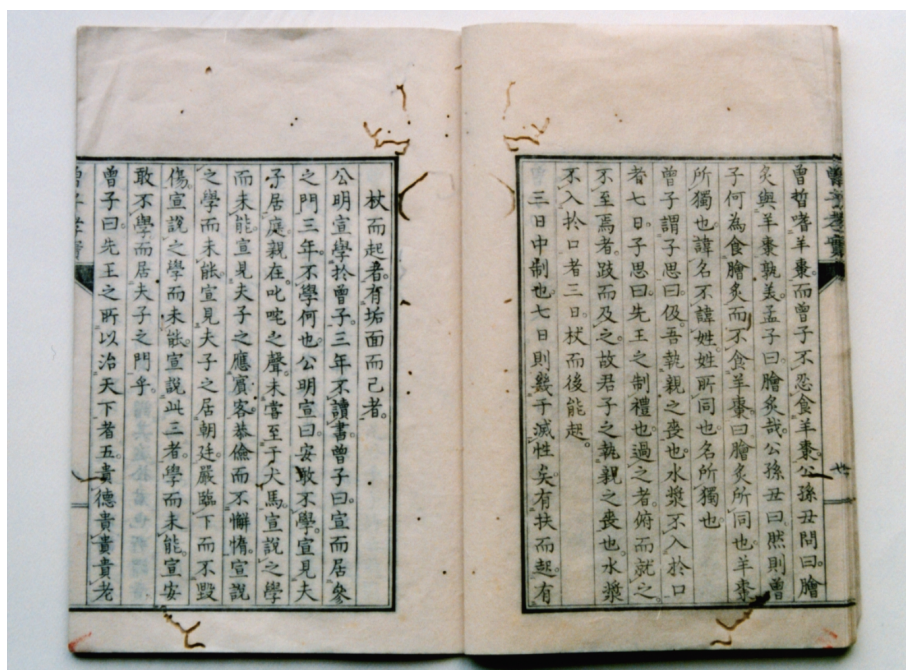 曾晳嗜羊棗而曾子不忍食羊棗公孫丑問曰膾
炙與羊棗孰美孟子曰膾炙哉公孫丑曰然則曾
子何為食膾炙而不食羊棗曰膾炙所同也羊棗
所獨也諱名不諱姓姓所同也名所獨也
曾子謂子思曰伋吾執親之喪也水漿不入於口
者七日子思曰先王之制禮也過之者俯而就之
不至焉者跂而及之故君子之執親之喪也水漿
不入於口者三日杖而後能起
三日中制也七日則幾于滅性矣有扶而起有
杖而起者有垢面而已者
公明宣學於曾子三年不讀書曾子曰宣而居參
之門三年不學何也公明宣曰安敢不學宣見夫
子居庭親在叱咤之聲未嘗至于犬馬宣說之學
而未能宣見夫子之應賓客恭儉而不懈惰宣說
之學而未能宣見夫子之居朝廷嚴臨下而不毀
傷宣說之學而未能宣說此三者學而未能宣安
敢不學而居夫子之門乎
曾子曰先王之所以治天下者五貴德貴貴貴老